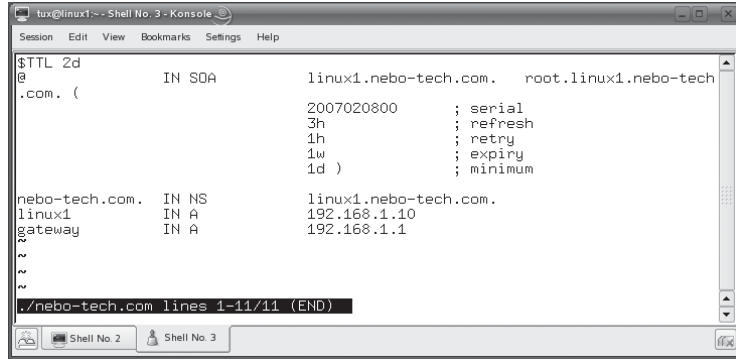 tux@linux1:~ - Shell No. 3 - Konsole
Session Edit View Bookmarks Settings Help
$TTL 2d
@ IN SOA linux1.nebo-tech.com. root.linux1.nebo-tech
.com. (
2007020800 ; serial
3h ; refresh
1h ; retry
1w ; expiry
1d ) ; minimum
nebo-tech.com. IN NS linux1.nebo-tech.com.
linux1 IN A 192.168.1.10
gateway IN A 192.168.1.1
~
~
~
~
./nebo-tech.com lines 1-11/11 (END)
Shell No. 2 Shell No. 3